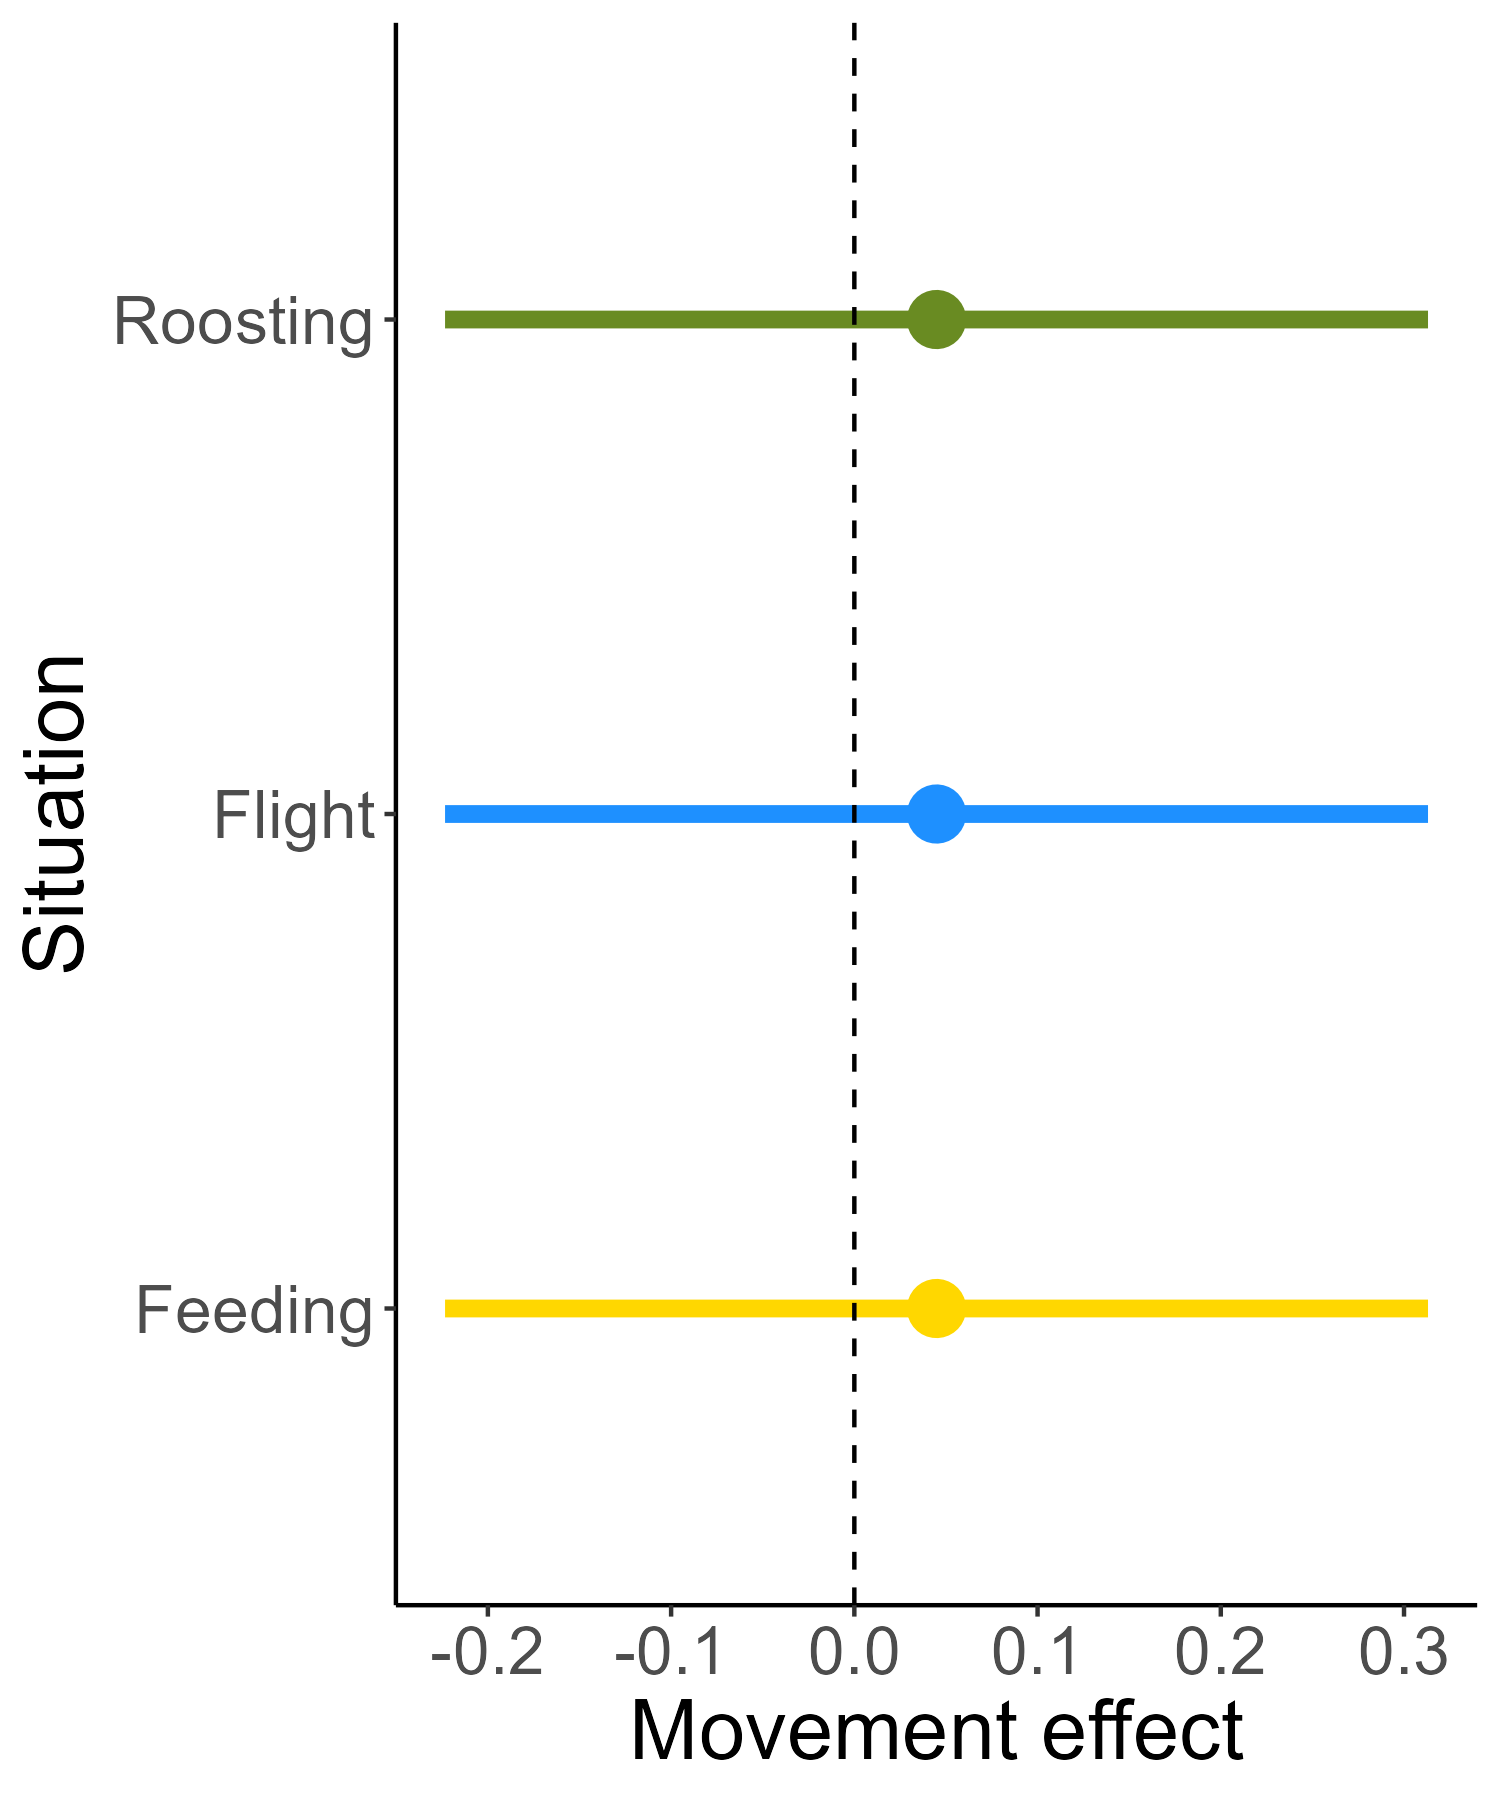 Situation
Roosting
Flight
Feeding
-0.2 -0.1 0.0 0.1 0.2 0.3
Movement effect